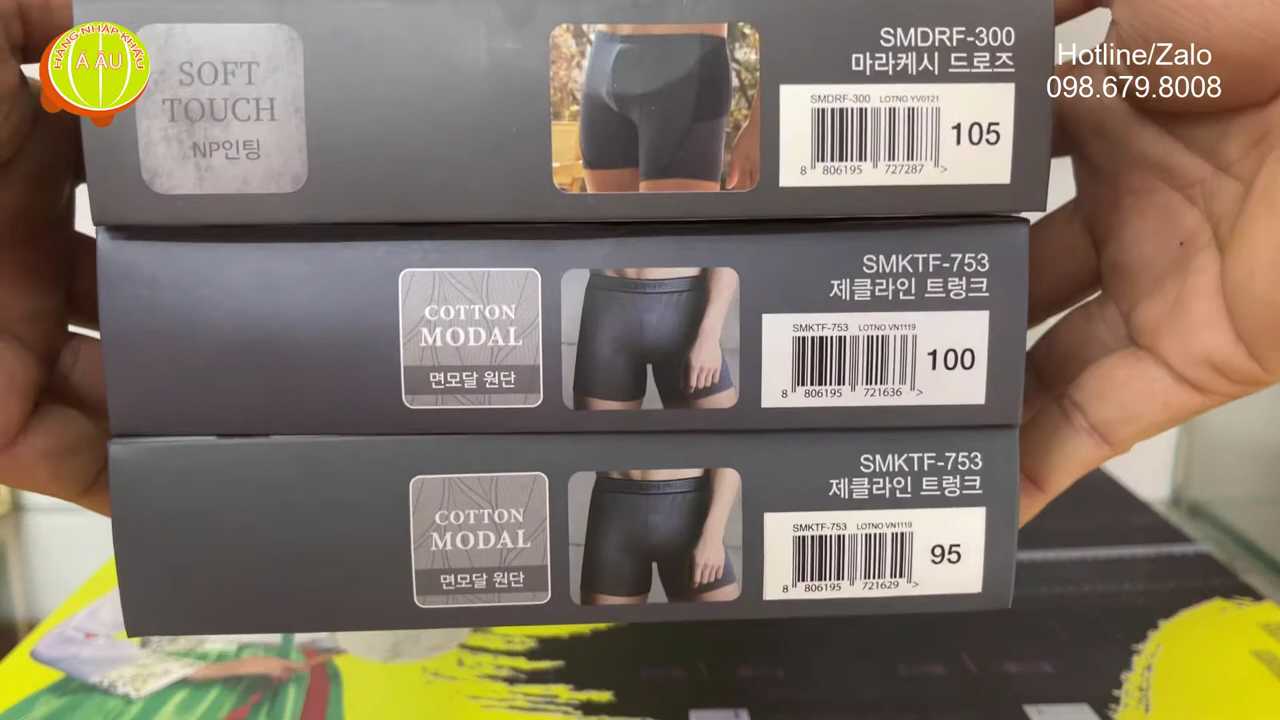 HÀNG NHẬP KHẨU
Á ÂU
Hotline/Zalo
098.679.8008
SOFT
TOUCH
NP인팅
SMDRF-300
마라케시 드로즈
SMDRF-300 LOTNO YV0121
105
8 806195 727287 >
COTTON
MODAL
면모달 원단
SMKTF-753
제클라인 트렁크
SMKTF-753 LOTNO VN1119
100
8 806195 721636 >
COTTON
MODAL
면모달 원단
SMKTF-753
제클라인 트렁크
SMKTF-753 LOTNO VN1119
95
8 806195 721629 >